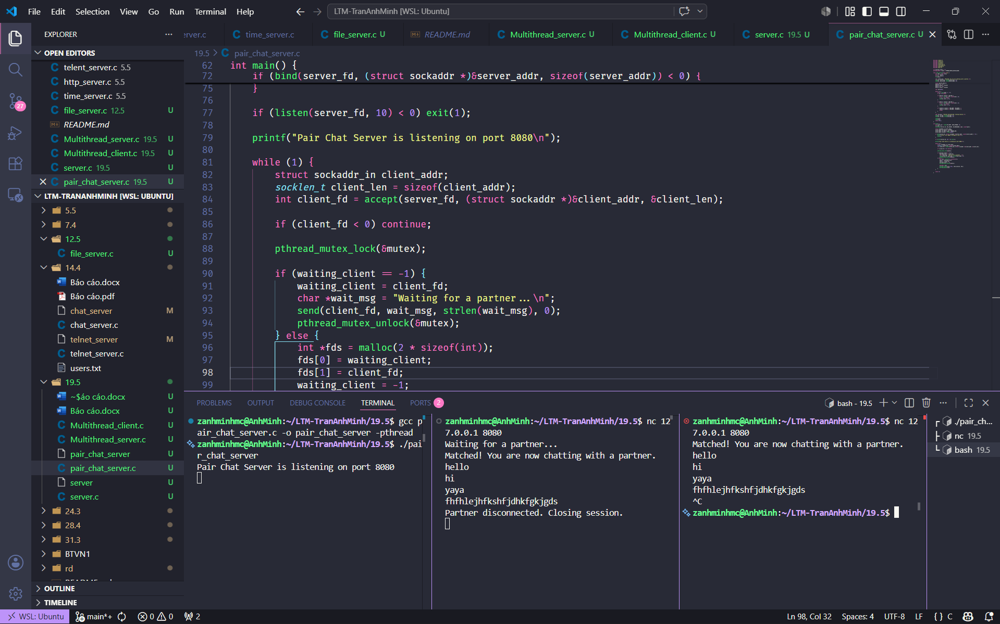 File Edit Selection View Go Run Terminal Help
LTM-TranAnhMinh [WSL: Ubuntu]
EXPLORER
OPEN EDITORS
telent_server.c 5.5
http_server.c 5.5
time_server.c 5.5
file_server.c 12.5 U
README.md
Multithread_server.c 19.5 U
Multithread_client.c 19.5 U
server.c 19.5 U
pair_chat_server.c 19.5 U
LTM-TRANANHMINH [WSL: UBUNTU]
5.5
7.4
12.5
file_server.c U
14.4
Báo cáo.docx
Báo cáo.pdf
chat_server M
chat_server.c
telnet_server M
telnet_server.c
users.txt
19.5
~$áo cáo.docx U
Báo cáo.docx U
Multithread_client.c U
Multithread_server.c U
pair_chat_server U
pair_chat_server.c U
server U
server.c U
24.3
28.4
31.3
BTVN1
rd
OUTLINE
TIMELINE
27
erver.c time_server.c file_server.c U README.md Multithread_server.c U Multithread_client.c U server.c 19.5 U pair_chat_server.c U
19.5 > pair_chat_server.c
62 int main() {
72 if (bind(server_fd, (struct sockaddr *)&server_addr, sizeof(server_addr)) < 0) {
75 }
76
77 if (listen(server_fd, 10) < 0) exit(1);
78
79 printf("Pair Chat Server is listening on port 8080\n");
80
81 while (1) {
82 struct sockaddr_in client_addr;
83 socklen_t client_len = sizeof(client_addr);
84 int client_fd = accept(server_fd, (struct sockaddr *)&client_addr, &client_len);
85
86 if (client_fd < 0) continue;
87
88 pthread_mutex_lock(&mutex);
89
90 if (waiting_client == -1) {
91 waiting_client = client_fd;
92 char *wait_msg = "Waiting for a partner...\n";
93 send(client_fd, wait_msg, strlen(wait_msg), 0);
94 pthread_mutex_unlock(&mutex);
95 } else {
96 int *fds = malloc(2 * sizeof(int));
97 fds[0] = waiting_client;
98 fds[1] = client_fd;
99 waiting_client = -1;
PROBLEMS OUTPUT DEBUG CONSOLE TERMINAL PORTS 2
bash - 19.5
zanhminhmc@AnhMinh:~/LTM-TranAnhMinh/19.5$ gcc p
air_chat_server.c -o pair_chat_server -pthread
zanhminhmc@AnhMinh:~/LTM-TranAnhMinh/19.5$ ./pai
r_chat_server
Pair Chat Server is listening on port 8080
zanhminhmc@AnhMinh:~/LTM-TranAnhMinh/19.5$ nc 12
7.0.0.1 8080
Waiting for a partner...
Matched! You are now chatting with a partner.
hello
hi
yaya
fhfhlejhfkshfjdhkfgkjgds
Partner disconnected. Closing session.
zanhminhmc@AnhMinh:~/LTM-TranAnhMinh/19.5$ nc 12
7.0.0.1 8080
Matched! You are now chatting with a partner.
hello
hi
yaya
fhfhlejhfkshfjdhkfgkjgds
^C
zanhminhmc@AnhMinh:~/LTM-TranAnhMinh/19.5$
./pair_ch...
nc 19.5
bash 19.5
WSL: Ubuntu main*+ 0 0 2
Ln 98, Col 32 Spaces: 4 UTF-8 LF {} C